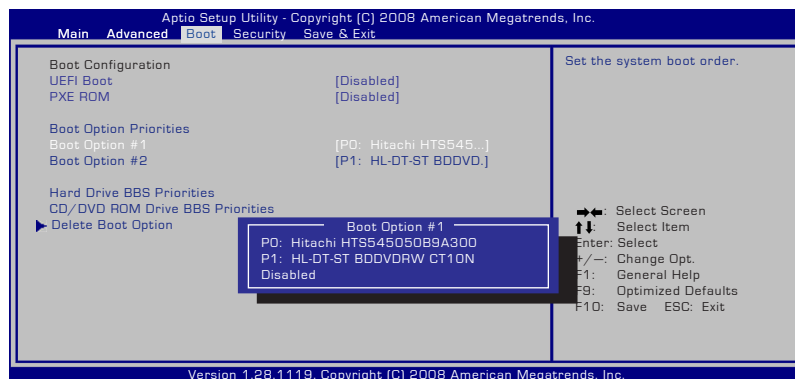 Aptio Setup Utility - Copyright (C) 2008 American Megatrends, Inc.
Main Advanced Boot Security Save & Exit
Boot Configuration
UEFI Boot [Disabled]
PXE ROM [Disabled]
Boot Option Priorities
Boot Option #1 [P0: Hitachi HTS545...]
Boot Option #2 [P1: HL-DT-ST BDDVD.]
Hard Drive BBS Priorities
CD/DVD ROM Drive BBS Priorities
Delete Boot Option
Boot Option #1
P0: Hitachi HTS545050B9A300
P1: HL-DT-ST BDDVDRW CT10N
Disabled
Set the system boot order.
→←: Select Screen
↑↓: Select Item
Enter: Select
+/—: Change Opt.
F1: General Help
F9: Optimized Defaults
F10: Save ESC: Exit
Version 1.28.1119. Copyright (C) 2008 American Megatrends, Inc.